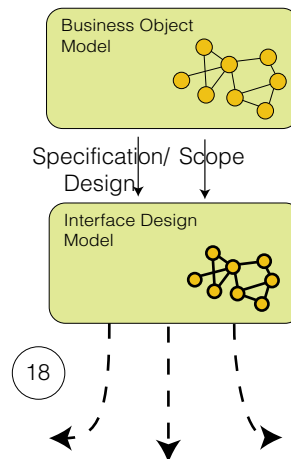 Business Object
Model
Specification/ Scope
Design
Interface Design
Model
18